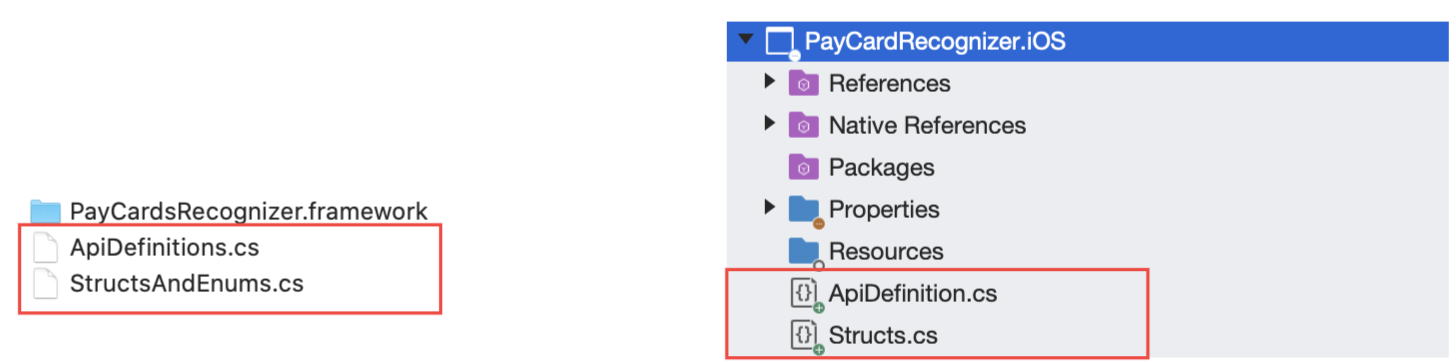 PayCardsRecognizer.framework
ApiDefinitions.cs
StructsAndEnums.cs
PayCardRecognizer.iOS
References
Native References
Packages
Properties
Resources
ApiDefinition.cs
Structs.cs